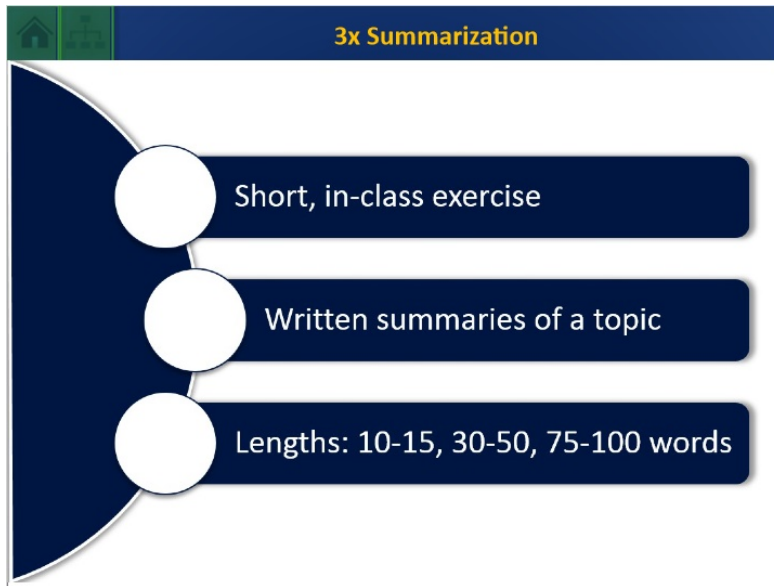 3x Summarization
Short, in-class exercise
Written summaries of a topic
Lengths: 10-15, 30-50, 75-100 words